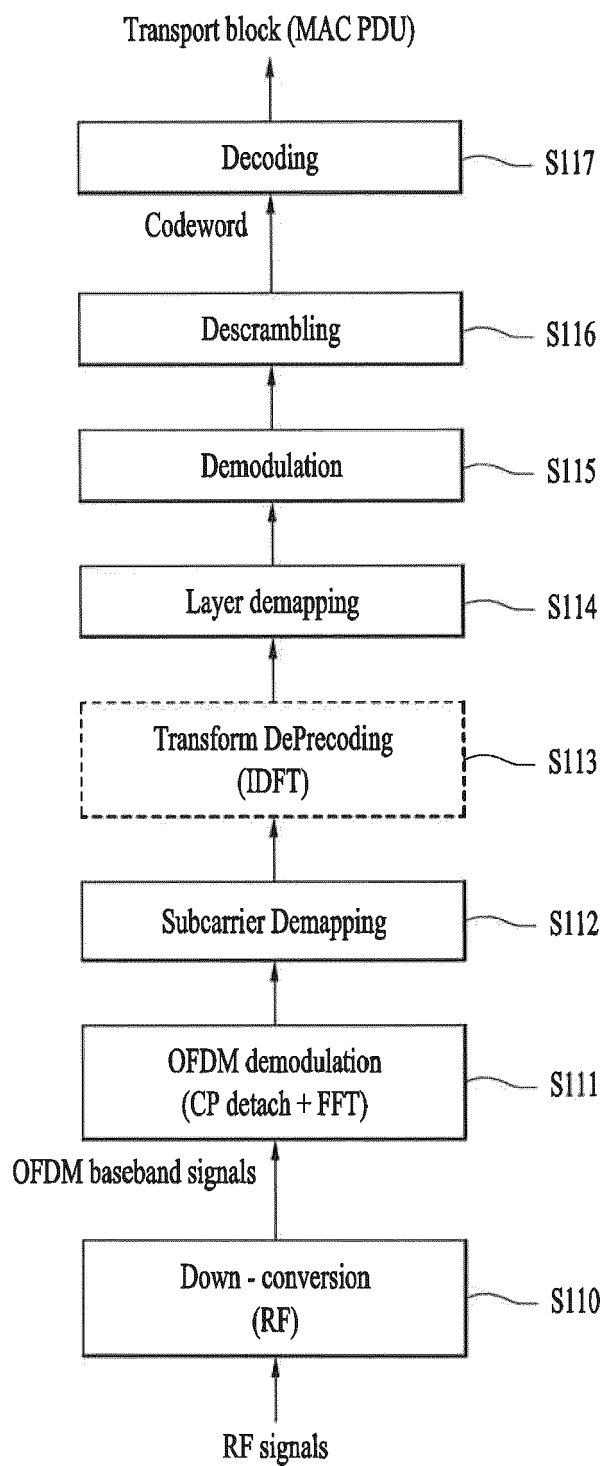 Transport block (MAC PDU)
Decoding
S117
Codeword
Descrambling
S116
Demodulation
S115
Layer demapping
S114
Transform DePrecoding
(IDFT)
S113
Subcarrier Demapping
S112
OFDM demodulation
(CP detach + FFT)
S111
OFDM baseband signals
Down - conversion
(RF)
S110
RF signals